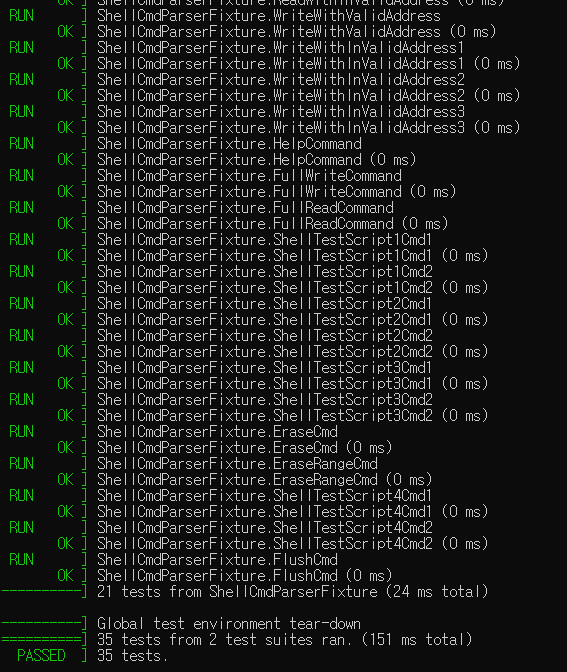 OK ] ShellCmdParserFixture.ReadWithInValidAddress (0 ms)
RUN ShellCmdParserFixture.WriteWithValidAddress
OK ] ShellCmdParserFixture.WriteWithValidAddress (0 ms)
RUN ] ShellCmdParserFixture.WriteWithInValidAddress1
OK ] ShellCmdParserFixture.WriteWithInValidAddress1 (0 ms)
RUN ] ShellCmdParserFixture.WriteWithInValidAddress2
OK ] ShellCmdParserFixture.WriteWithInValidAddress2 (0 ms)
RUN ] ShellCmdParserFixture.WriteWithInValidAddress3
OK ] ShellCmdParserFixture.WriteWithInValidAddress3 (0 ms)
RUN ] ShellCmdParserFixture.HelpCommand
OK ] ShellCmdParserFixture.HelpCommand (0 ms)
RUN ] ShellCmdParserFixture.FullWriteCommand
OK ] ShellCmdParserFixture.FullWriteCommand (0 ms)
RUN ] ShellCmdParserFixture.FullReadCommand
OK ] ShellCmdParserFixture.FullReadCommand (0 ms)
RUN ] ShellCmdParserFixture.ShellTestScript1Cmd1
OK ] ShellCmdParserFixture.ShellTestScript1Cmd1 (0 ms)
RUN ] ShellCmdParserFixture.ShellTestScript1Cmd2
OK ] ShellCmdParserFixture.ShellTestScript1Cmd2 (0 ms)
RUN ] ShellCmdParserFixture.ShellTestScript2Cmd1
OK ] ShellCmdParserFixture.ShellTestScript2Cmd1 (0 ms)
RUN ] ShellCmdParserFixture.ShellTestScript2Cmd2
OK ] ShellCmdParserFixture.ShellTestScript2Cmd2 (0 ms)
RUN ] ShellCmdParserFixture.ShellTestScript3Cmd1
OK ] ShellCmdParserFixture.ShellTestScript3Cmd1 (0 ms)
RUN ] ShellCmdParserFixture.ShellTestScript3Cmd2
OK ] ShellCmdParserFixture.ShellTestScript3Cmd2 (0 ms)
RUN ] ShellCmdParserFixture.EraseCmd
OK ] ShellCmdParserFixture.EraseCmd (0 ms)
RUN ] ShellCmdParserFixture.EraseRangeCmd
OK ] ShellCmdParserFixture.EraseRangeCmd (0 ms)
RUN ] ShellCmdParserFixture.ShellTestScript4Cmd1
OK ] ShellCmdParserFixture.ShellTestScript4Cmd1 (0 ms)
RUN ] ShellCmdParserFixture.ShellTestScript4Cmd2
OK ] ShellCmdParserFixture.ShellTestScript4Cmd2 (0 ms)
RUN ] ShellCmdParserFixture.FlushCmd
OK ] ShellCmdParserFixture.FlushCmd (0 ms)
----------] 21 tests from ShellCmdParserFixture (24 ms total)
----------] Global test environment tear-down
==========] 35 tests from 2 test suites ran. (151 ms total)
PASSED ] 35 tests.